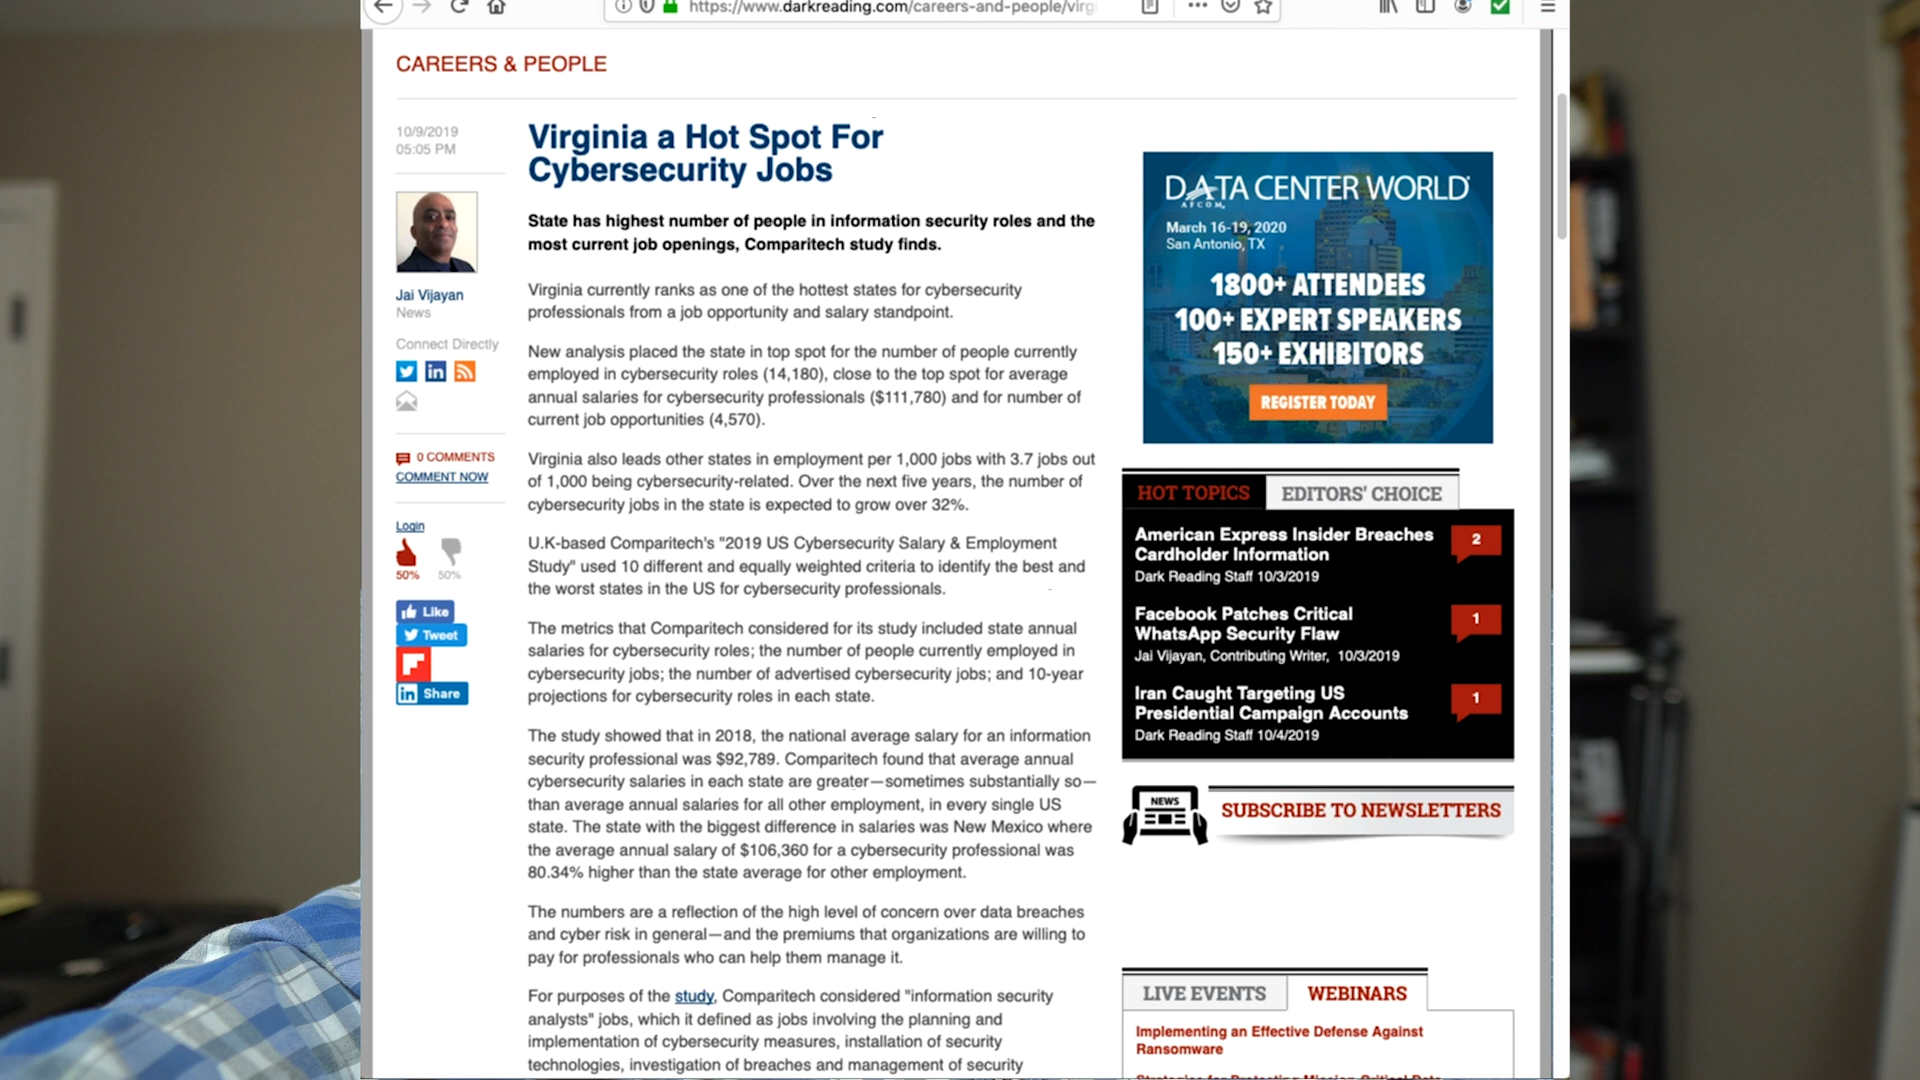 https://www.darkreading.com/careers-and-people/virg
CAREERS & PEOPLE
10/9/2019
05:05 PM
Jai Vijayan
News
Connect Directly
0 COMMENTS
COMMENT NOW
Login
50%
50%
Like
Tweet
in Share
Virginia a Hot Spot For
Cybersecurity Jobs
State has highest number of people in information security roles and the
most current job openings, Comparitech study finds.
Virginia currently ranks as one of the hottest states for cybersecurity
professionals from a job opportunity and salary standpoint.
New analysis placed the state in top spot for the number of people currently
employed in cybersecurity roles (14,180), close to the top spot for average
annual salaries for cybersecurity professionals ($111,780) and for number of
current job opportunities (4,570).
Virginia also leads other states in employment per 1,000 jobs with 3.7 jobs out
of 1,000 being cybersecurity-related. Over the next five years, the number of
cybersecurity jobs in the state is expected to grow over 32%.
U.K-based Comparitech's "2019 US Cybersecurity Salary & Employment
Study" used 10 different and equally weighted criteria to identify the best and
the worst states in the US for cybersecurity professionals.
The metrics that Comparitech considered for its study included state annual
salaries for cybersecurity roles; the number of people currently employed in
cybersecurity jobs; the number of advertised cybersecurity jobs; and 10-year
projections for cybersecurity roles in each state.
The study showed that in 2018, the national average salary for an information
security professional was $92,789. Comparitech found that average annual
cybersecurity salaries in each state are greater—sometimes substantially so—
than average annual salaries for all other employment, in every single US
state. The state with the biggest difference in salaries was New Mexico where
the average annual salary of $106,360 for a cybersecurity professional was
80.34% higher than the state average for other employment.
The numbers are a reflection of the high level of concern over data breaches
and cyber risk in general—and the premiums that organizations are willing to
pay for professionals who can help them manage it.
For purposes of the study, Comparitech considered "information security
analysts" jobs, which it defined as jobs involving the planning and
implementation of cybersecurity measures, installation of security
technologies, investigation of breaches and management of security
DATA CENTER WORLD
AFCOM
March 16-19, 2020
San Antonio, TX
1800+ ATTENDEES
100+ EXPERT SPEAKERS
150+ EXHIBITORS
REGISTER TODAY
HOT TOPICS EDITORS' CHOICE
American Express Insider Breaches
Cardholder Information
2
Dark Reading Staff 10/3/2019
Facebook Patches Critical
WhatsApp Security Flaw
1
Jai Vijayan, Contributing Writer, 10/3/2019
Iran Caught Targeting US
Presidential Campaign Accounts
1
Dark Reading Staff 10/4/2019
NEWS
SUBSCRIBE TO NEWSLETTERS
LIVE EVENTS WEBINARS
Implementing an Effective Defense Against
Ransomware